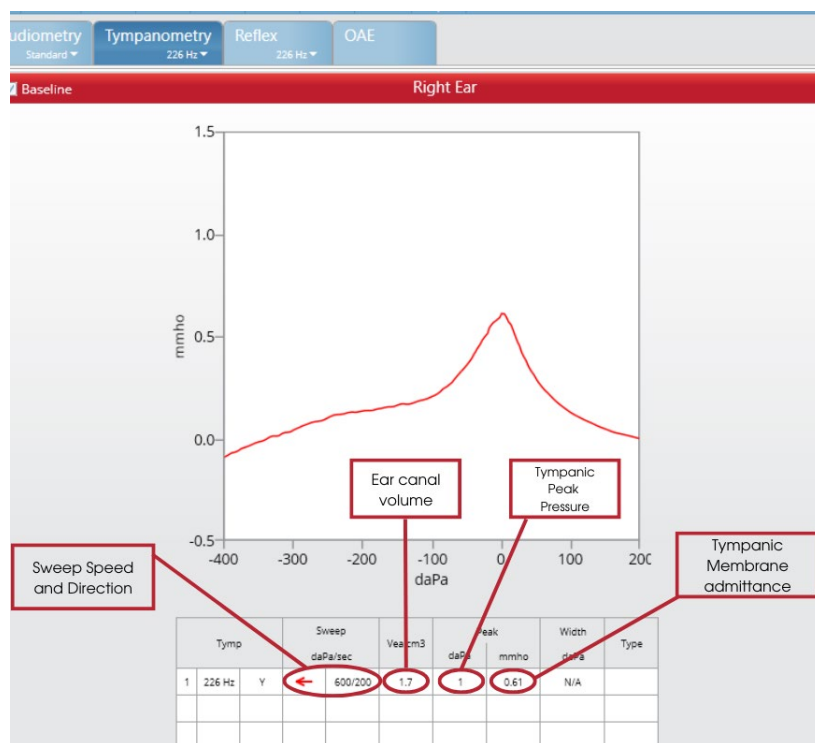 udiometry
Standard
Tympanometry
226 Hz
Reflex
226 Hz
OAE
Baseline
Right Ear
1.5
1.0
mmho
0.5
0.0
-0.5
-400
-300
-200
-100
0
100
200
daPa
Ear canal
volume
Tympanic
Peak
Pressure
Sweep Speed
and Direction
Tympanic
Membrane
admittance
Tymp
Sweep
daPa/sec
Vea cm3
Peak
daPa
mmho
Width
daPa
Type
1 226 Hz Y 600/200 1.7 1 0.61 N/A